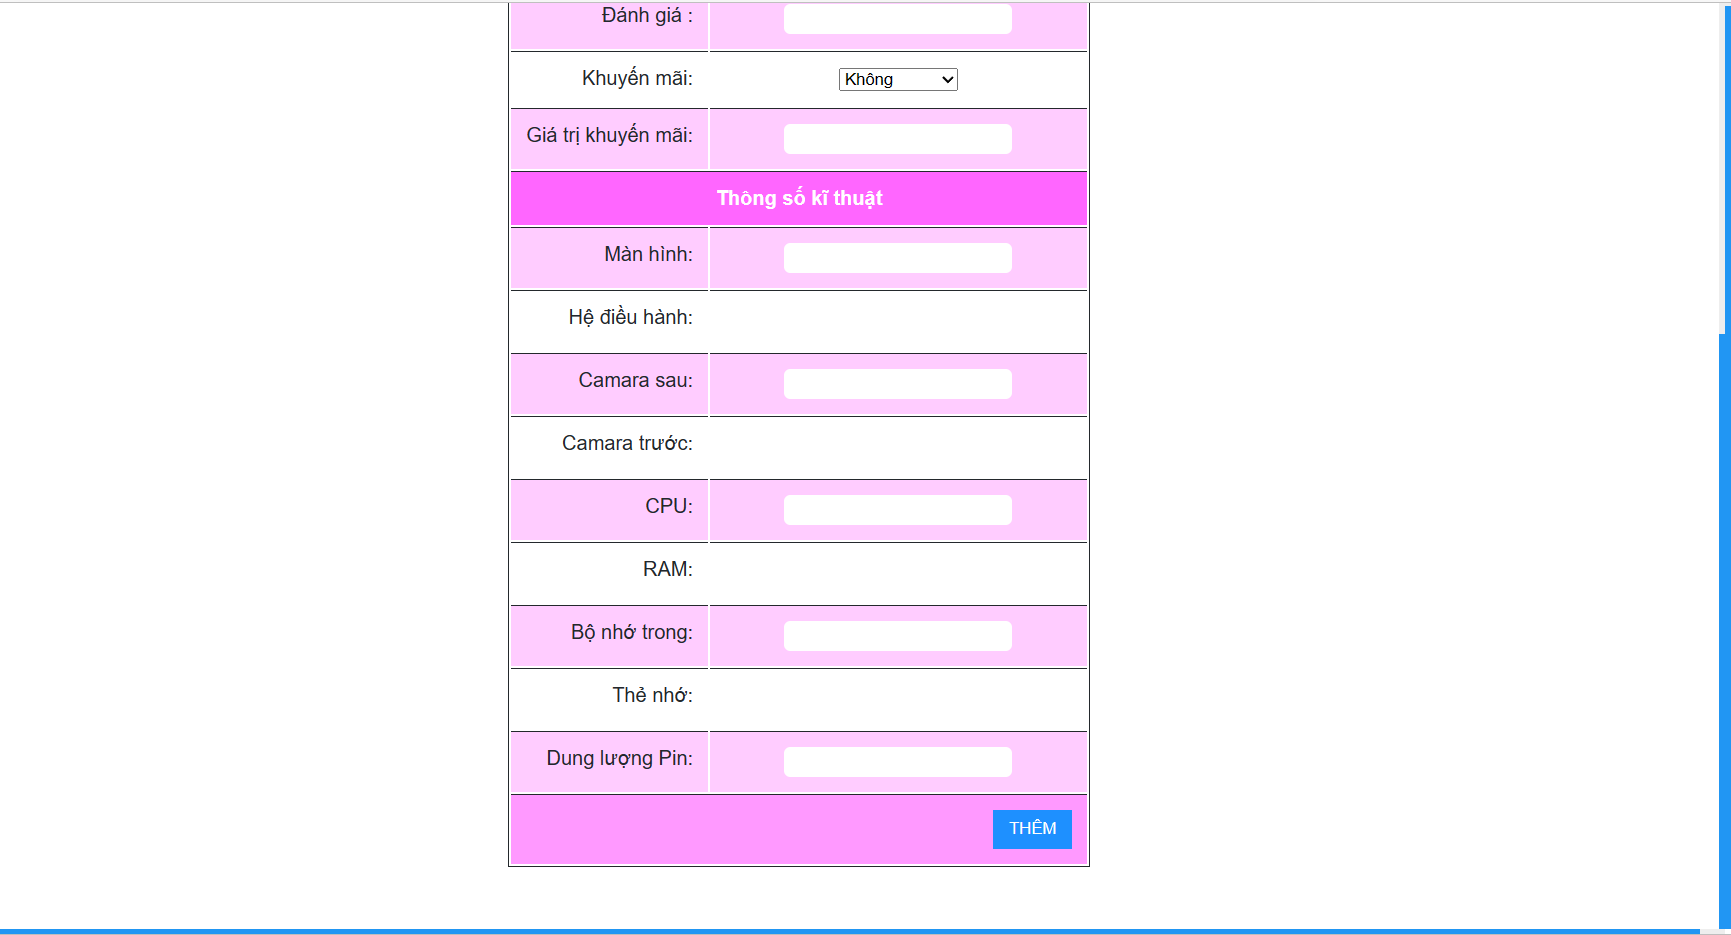 Đánh giá :
Khuyến mãi: Không
Giá trị khuyến mãi:
Thông số kĩ thuật
Màn hình:
Hệ điều hành:
Camara sau:
Camara trước:
CPU:
RAM:
Bộ nhớ trong:
Thẻ nhớ:
Dung lượng Pin:
THÊM